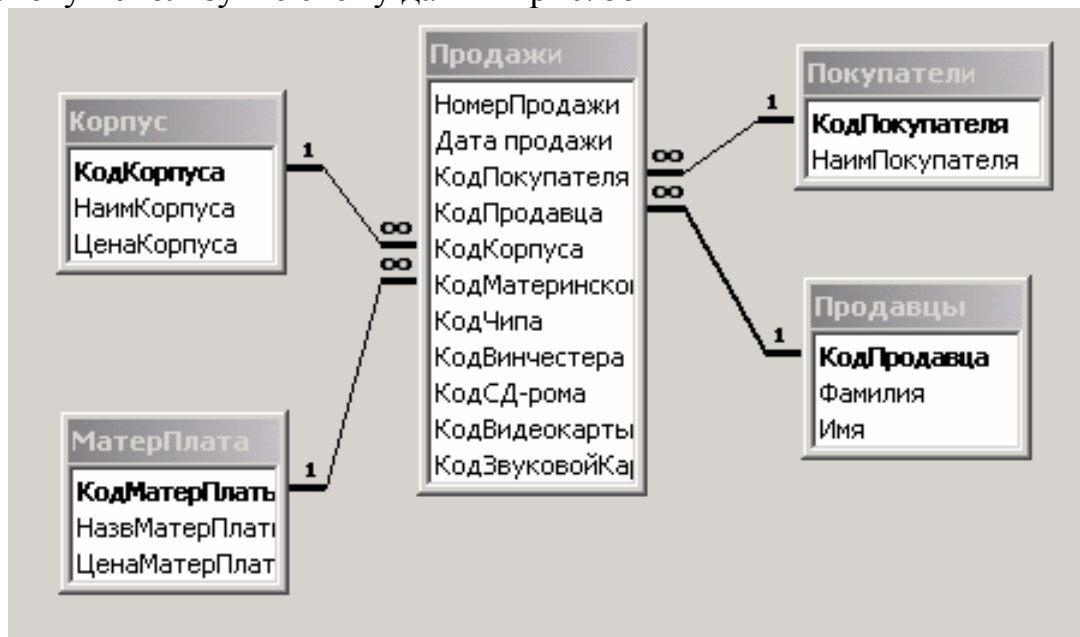 Корпус
КодКорпуса
НаимКорпуса
ЦенаКорпуса
1
∞
МатерПлата
КодМатерПлаты
НазвМатерПлаты
ЦенаМатерПлат
1
∞
Продажи
НомерПродажи
Дата продажи
КодПокупателя
КодПродавца
КодКорпуса
КодМатеринской
КодЧипа
КодВинчестера
КодСД-рома
КодВидеокарты
КодЗвуковойКар
∞
∞
Покупатели
1
КодПокупателя
НаимПокупателя
Продавцы
1
КодПродавца
Фамилия
Имя